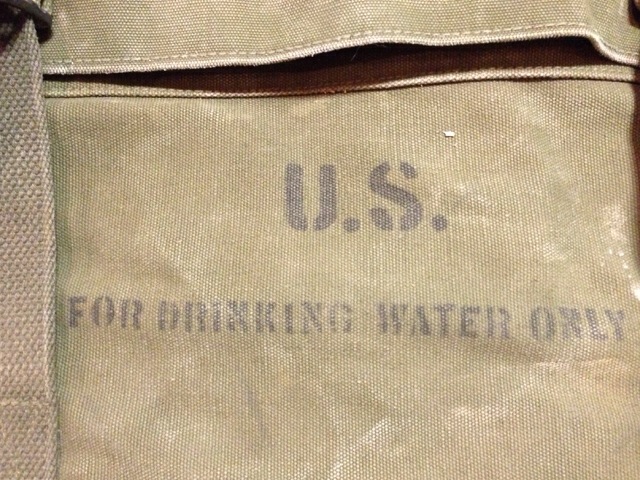 U.S.
FOR DRINKING WATER ONLY